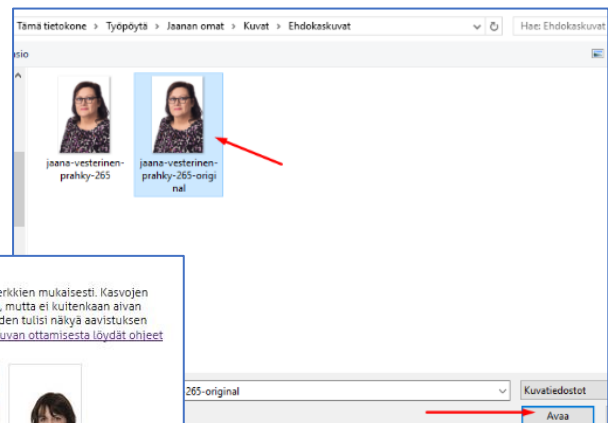 Tämä tietokone > Työpöytä > Jaanan omat > Kuvat > Ehdokaskuvat
Hae: Ehdokaskuvat
sio
jaana-vesterinen-
prahky-265
jaana-vesterinen-
prahky-265-origi
nal
erkkien mukaisesti. Kasvojen
, mutta ei kuitenkaan aivan
den tulisi näkyä aavistuksen
uvan ottamisesta löydät ohjeet
265-original
Kuvatiedostot
Avaa